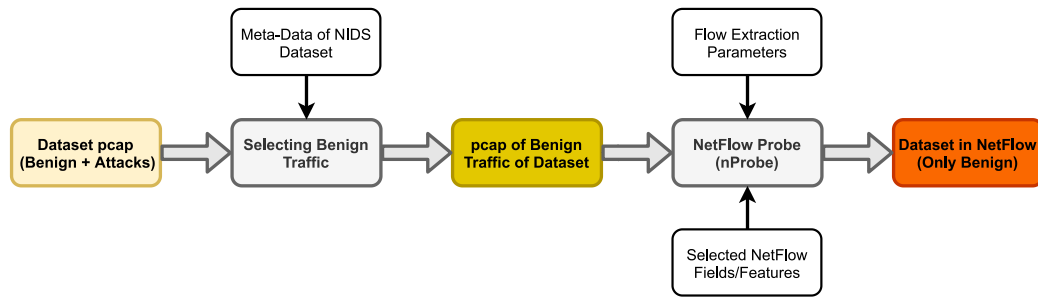 Meta-Data of NIDS
Dataset
Flow Extraction
Parameters
Dataset pcap
(Benign + Attacks)
Selecting Benign
Traffic
pcap of Benign
Traffic of Dataset
NetFlow Probe
(nProbe)
Dataset in NetFlow
(Only Benign)
Selected NetFlow
Fields/Features